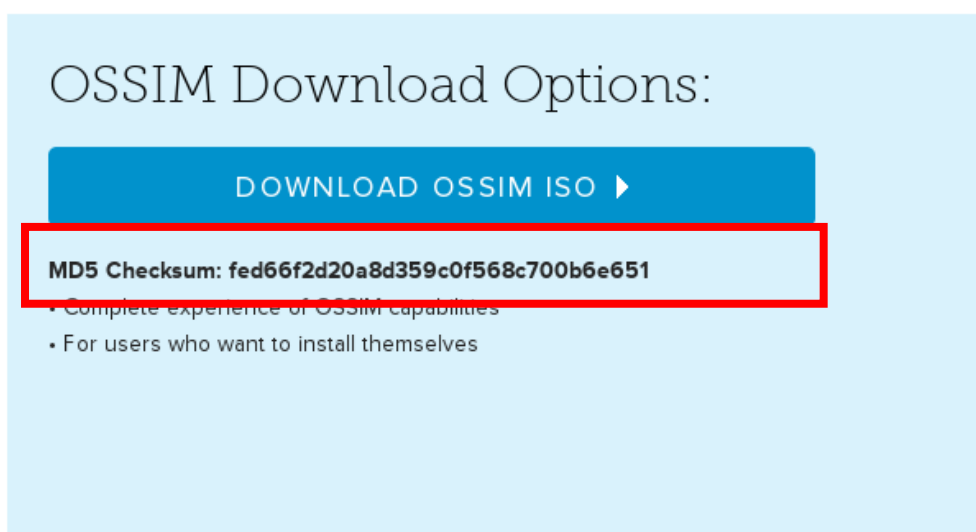 OSSIM Download Options:
DOWNLOAD OSSIM ISO
MD5 Checksum: fed66f2d20a8d359c0f568c700b6e651
• Complete experience of OSSIM capabilities
• For users who want to install themselves